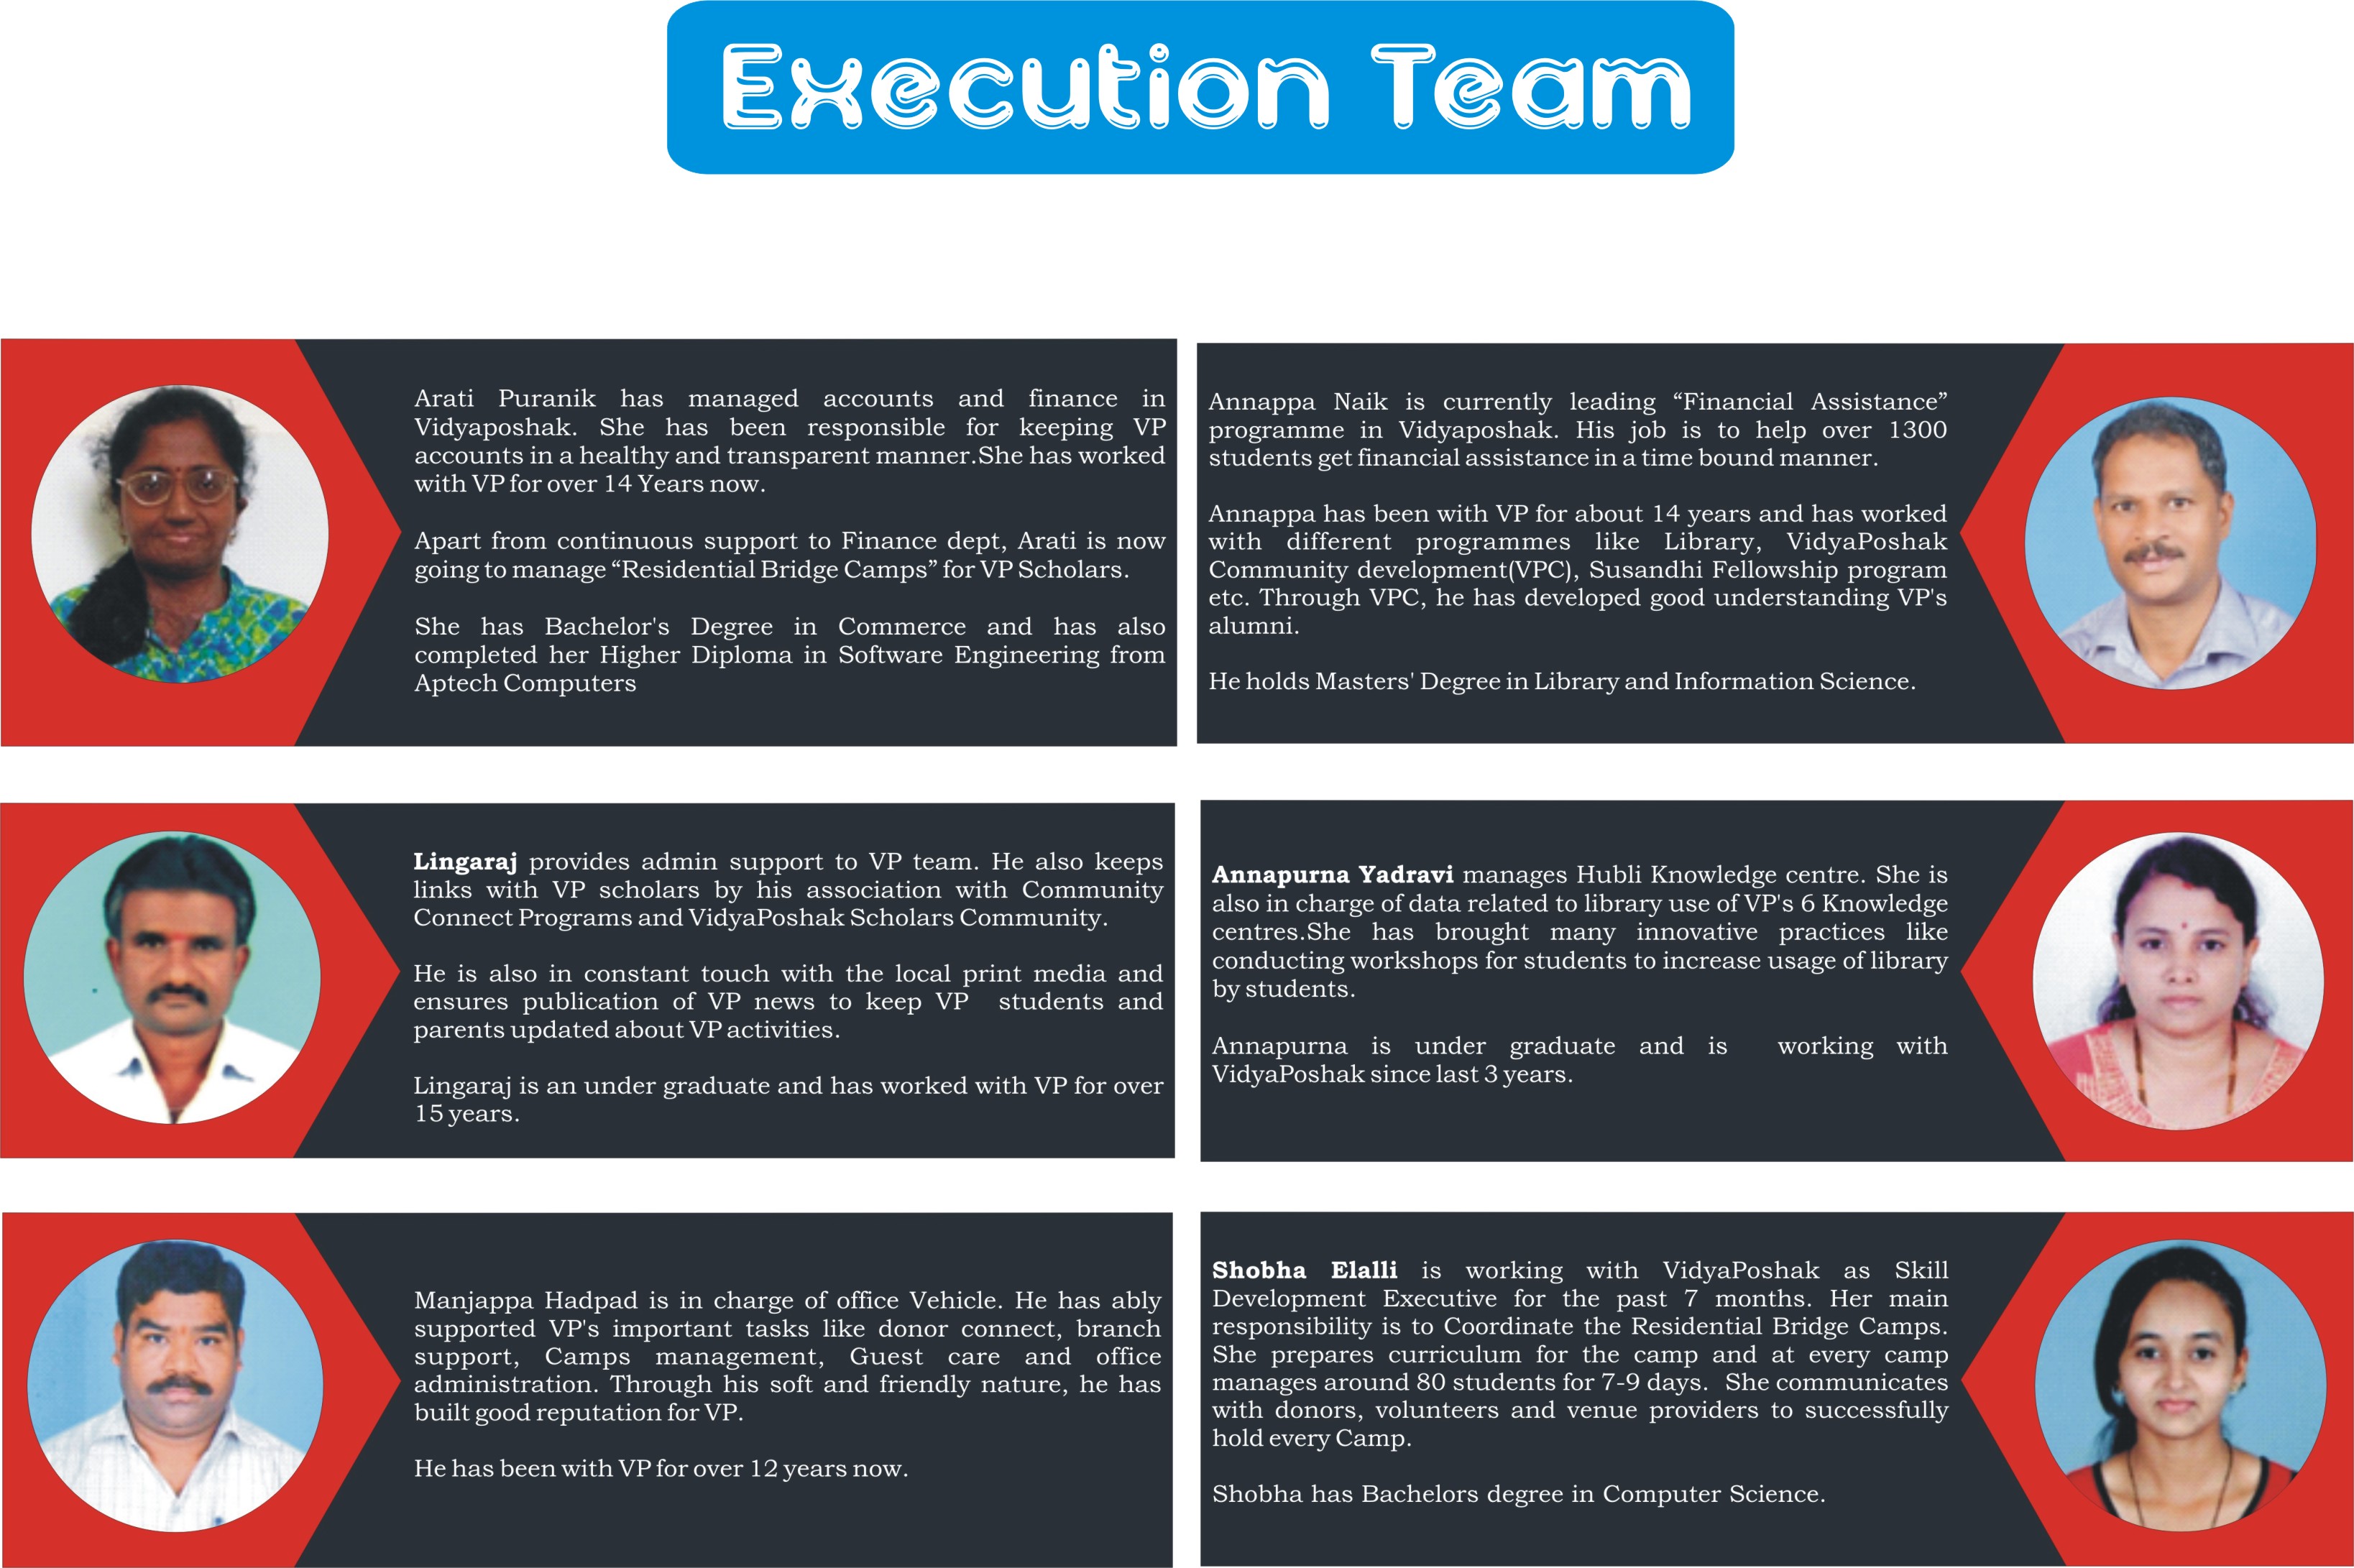 Execution Team
Arati Puranik has managed accounts and finance in
Vidyaposhak. She has been responsible for keeping VP
accounts in a healthy and transparent manner.She has worked
with VP for over 14 Years now.
Apart from continuous support to Finance dept, Arati is now
going to manage “Residential Bridge Camps” for VP Scholars.
She has Bachelor's Degree in Commerce and has also
completed her Higher Diploma in Software Engineering from
Aptech Computers
Annappa Naik is currently leading “Financial Assistance”
programme in Vidyaposhak. His job is to help over 1300
students get financial assistance in a time bound manner.
Annappa has been with VP for about 14 years and has worked
with different programmes like Library, VidyaPoshak
Community development(VPC), Susandhi Fellowship program
etc. Through VPC, he has developed good understanding VP's
alumni.
He holds Masters' Degree in Library and Information Science.
Lingaraj provides admin support to VP team. He also keeps
links with VP scholars by his association with Community
Connect Programs and VidyaPoshak Scholars Community.
He is also in constant touch with the local print media and
ensures publication of VP news to keep VP students and
parents updated about VP activities.
Lingaraj is an under graduate and has worked with VP for over
15 years.
Annapurna Yadravi manages Hubli Knowledge centre. She is
also in charge of data related to library use of VP's 6 Knowledge
centres.She has brought many innovative practices like
conducting workshops for students to increase usage of library
by students.
Annapurna is under graduate and is working with
VidyaPoshak since last 3 years.
Manjappa Hadpad is in charge of office Vehicle. He has ably
supported VP's important tasks like donor connect, branch
support, Camps management, Guest care and office
administration. Through his soft and friendly nature, he has
built good reputation for VP.
He has been with VP for over 12 years now.
Shobha Elalli is working with VidyaPoshak as Skill
Development Executive for the past 7 months. Her main
responsibility is to Coordinate the Residential Bridge Camps.
She prepares curriculum for the camp and at every camp
manages around 80 students for 7-9 days. She communicates
with donors, volunteers and venue providers to successfully
hold every Camp.
Shobha has Bachelors degree in Computer Science.